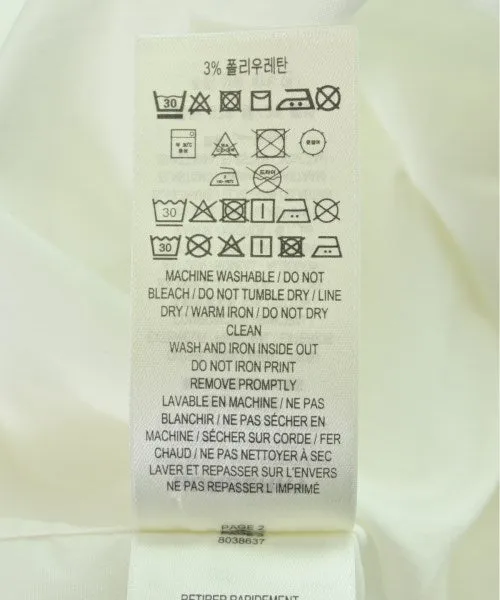 3% 폴리우레탄
30
30
30
MACHINE WASHABLE / DO NOT
BLEACH / DO NOT TUMBLE DRY / LINE
DRY / WARM IRON / DO NOT DRY
CLEAN
WASH AND IRON INSIDE OUT
DO NOT IRON PRINT
REMOVE PROMPTLY
LAVABLE EN MACHINE / NE PAS
BLANCHIR / NE PAS SÉCHER EN
MACHINE / SÉCHER SUR CORDE / FER
CHAUD / NE PAS NETTOYER À SEC
LAVER ET REPASSER SUR L'ENVERS
NE PAS REPASSER L'IMPRIMÉ
PAGE 2
8038637
RETIRER RAPIDEMENT